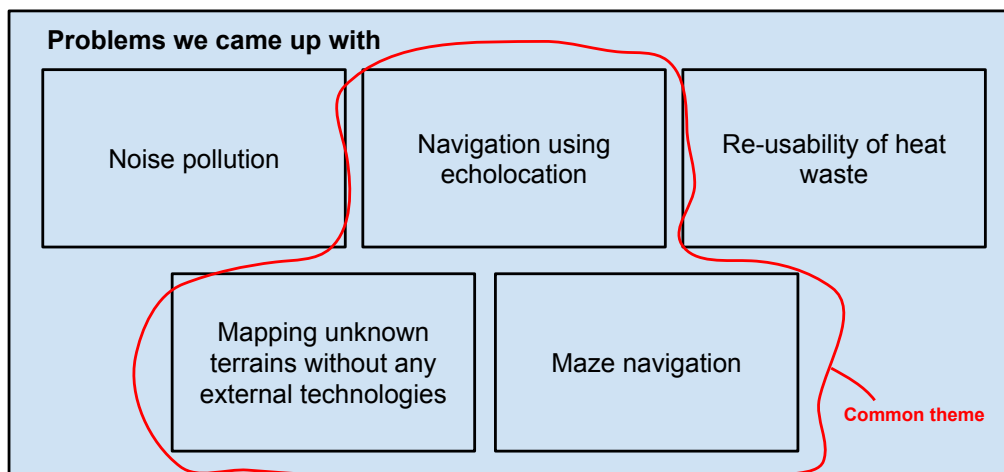 Problems we came up with
Noise pollution
Navigation using
echolocation
Re-usability of heat
waste
Mapping unknown
terrains without any
external technologies
Maze navigation
Common theme